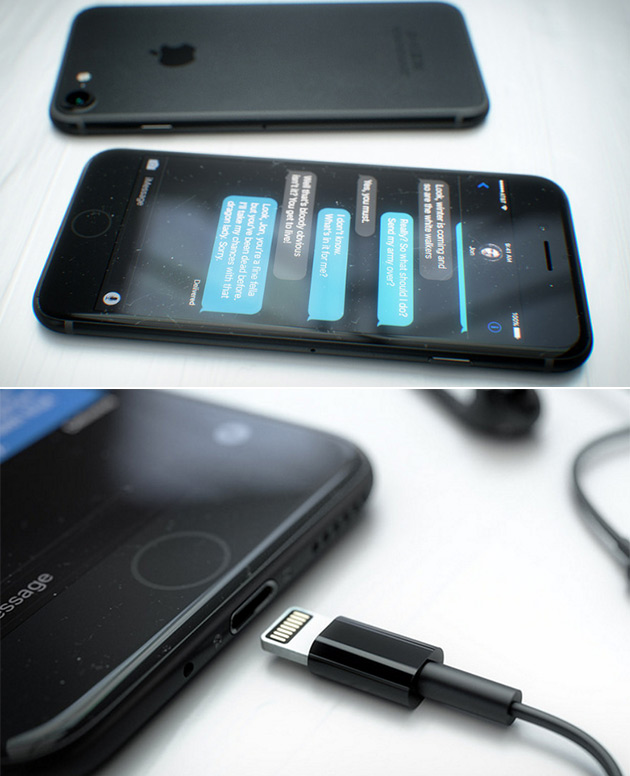 AT&T
8:41 AM
100%
Jon
Look, winter is coming and
so are the white walkers
Really? So what should I do?
Send my army over?
Yes, you must.
I don't know.
What's in it for me?
Well that's bloody obvious
isn't it? You get to live!
Look, Jon, you're a fine fella
but you've been dead before,
I'll take my chances with that
dragon lady. Sorry.
Delivered
iMessage
essage